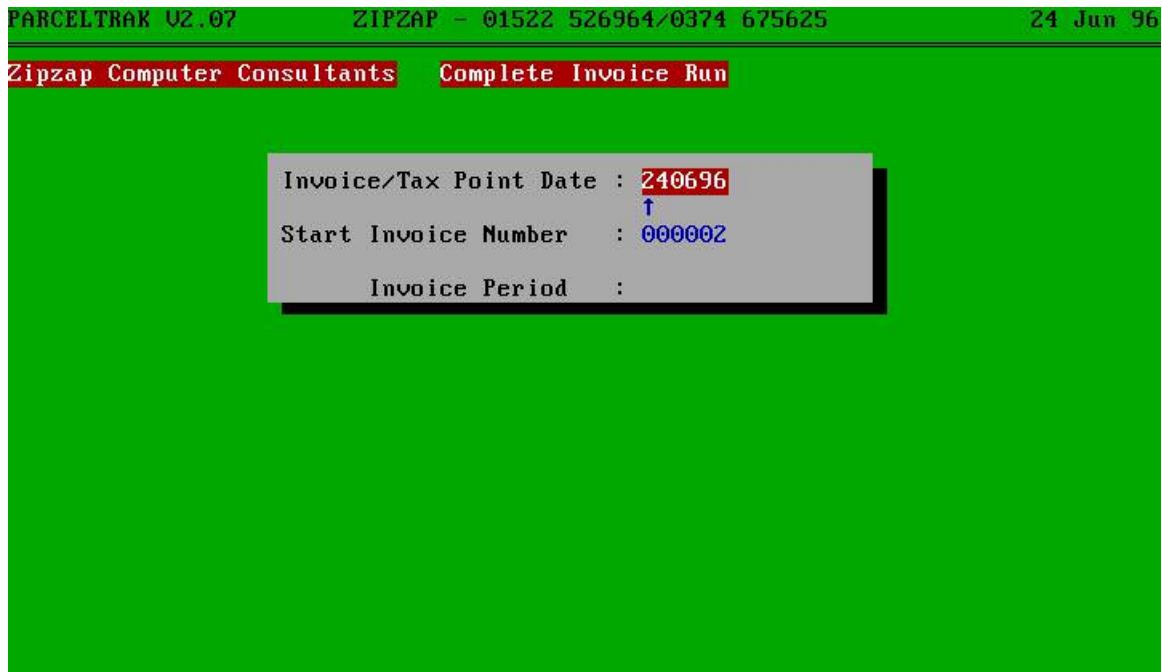 PARCELTRAK V2.07 ZIPZAP - 01522 526964/0374 675625 24 Jun 96
Zipzap Computer Consultants Complete Invoice Run
Invoice/Tax Point Date : 240696
↑
Start Invoice Number : 000002
Invoice Period :